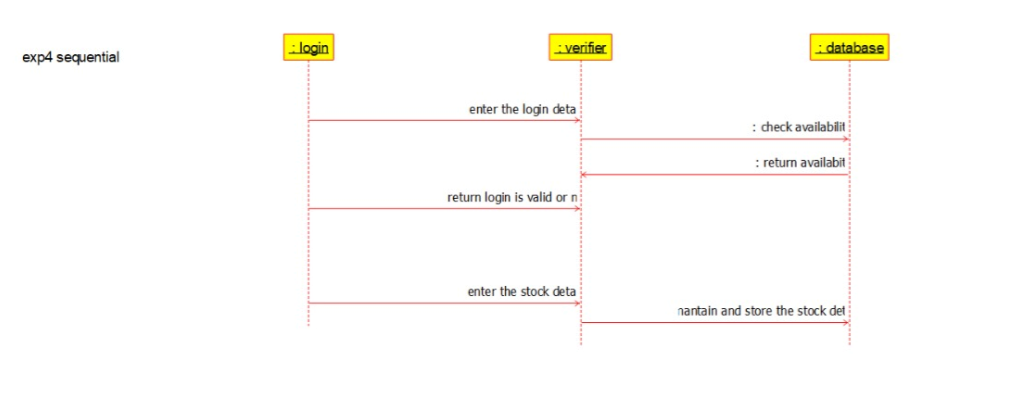 : login
: verifier
: database
exp4 sequential
enter the login deta
: check availabilit
: return availabit
return login is valid or n
enter the stock deta
nantain and store the stock det